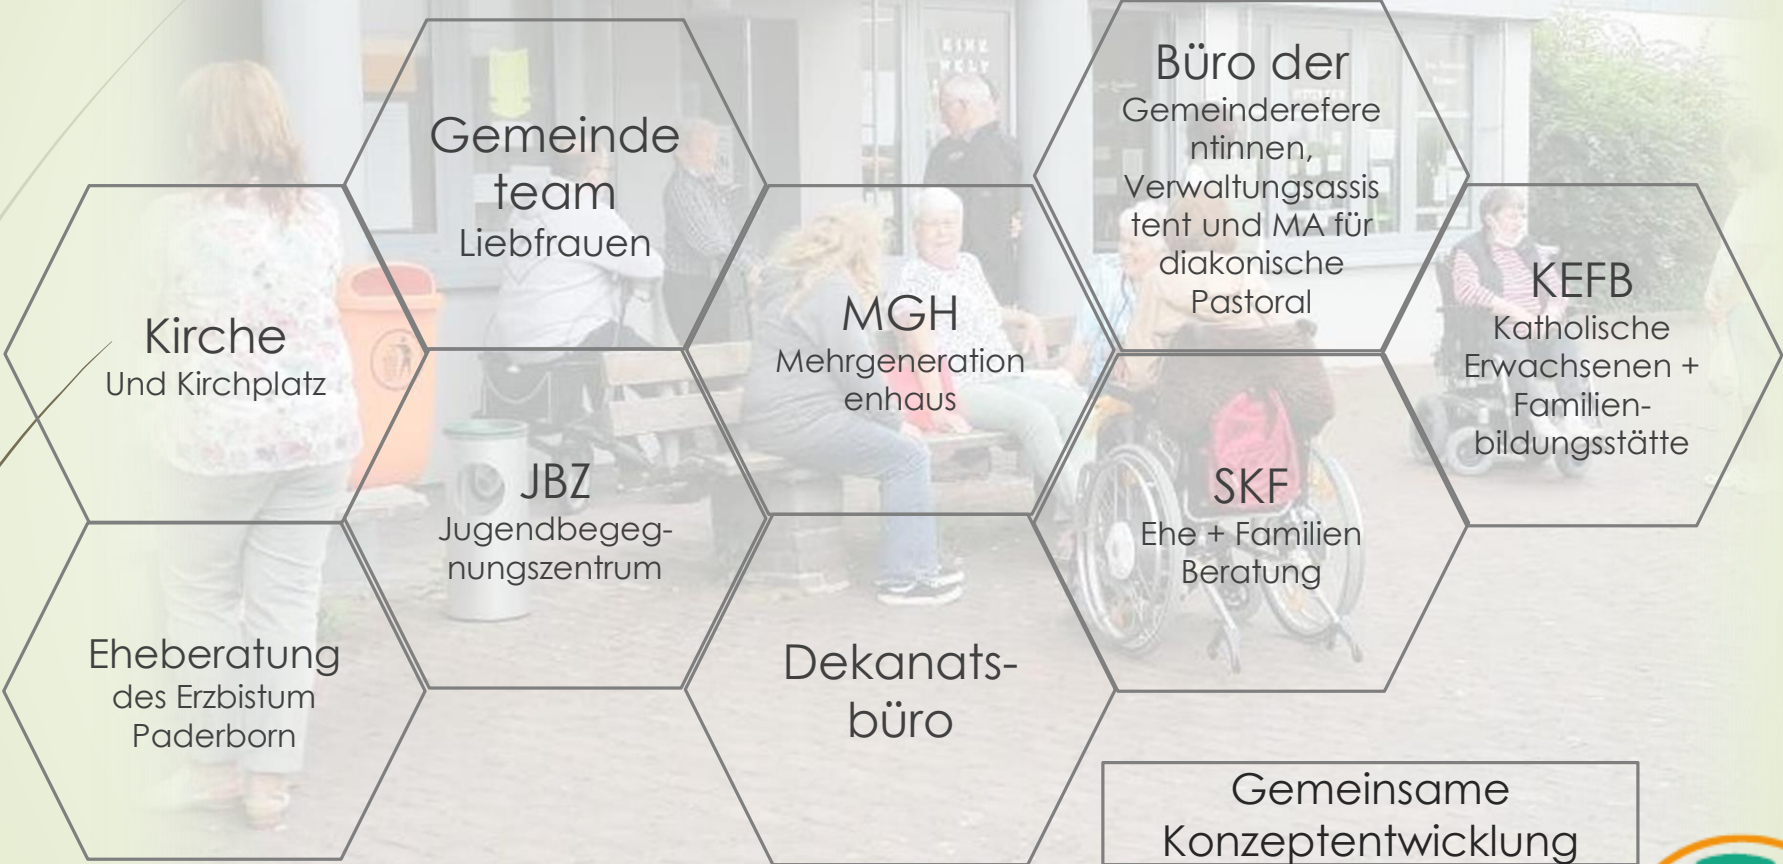 Kirche
Und Kirchplatz
Eheberatung
des Erzbistum
Paderborn
Gemeinde
team
Liebfrauen
JBZ
Jugendbegeg-
nungszentrum
MGH
Mehrgeneration
enhaus
Dekanats-
büro
Büro der
Gemeinderefere
ntinnen,
Verwaltungsassis
tent und MA für
diakonische
Pastoral
SKF
Ehe + Familien
Beratung
KEFB
Katholische
Erwachsenen +
Familien-
bildungsstätte
Gemeinsame
Konzeptentwicklung
EINE
WELT